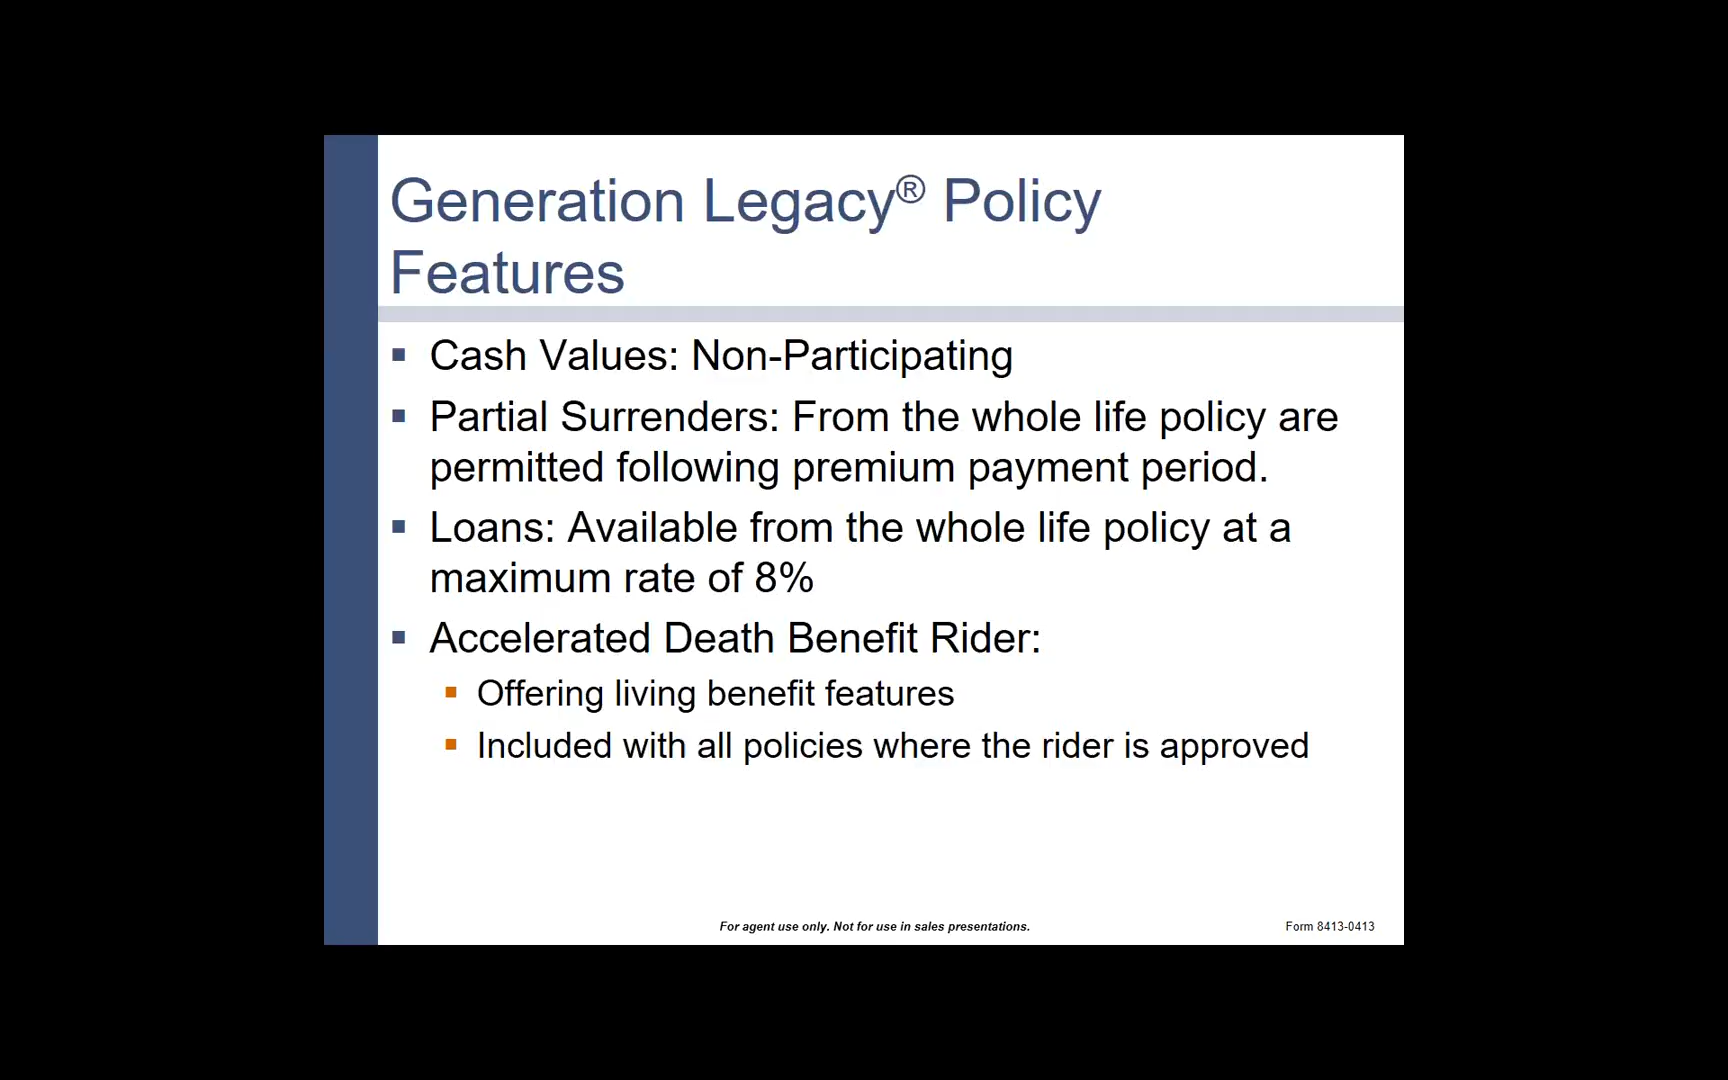 Generation Legacy® Policy
Features
▪ Cash Values: Non-Participating
▪ Partial Surrenders: From the whole life policy are
permitted following premium payment period.
▪ Loans: Available from the whole life policy at a
maximum rate of 8%
▪ Accelerated Death Benefit Rider:
▪ Offering living benefit features
▪ Included with all policies where the rider is approved
For agent use only. Not for use in sales presentations.
Form 8413-0413